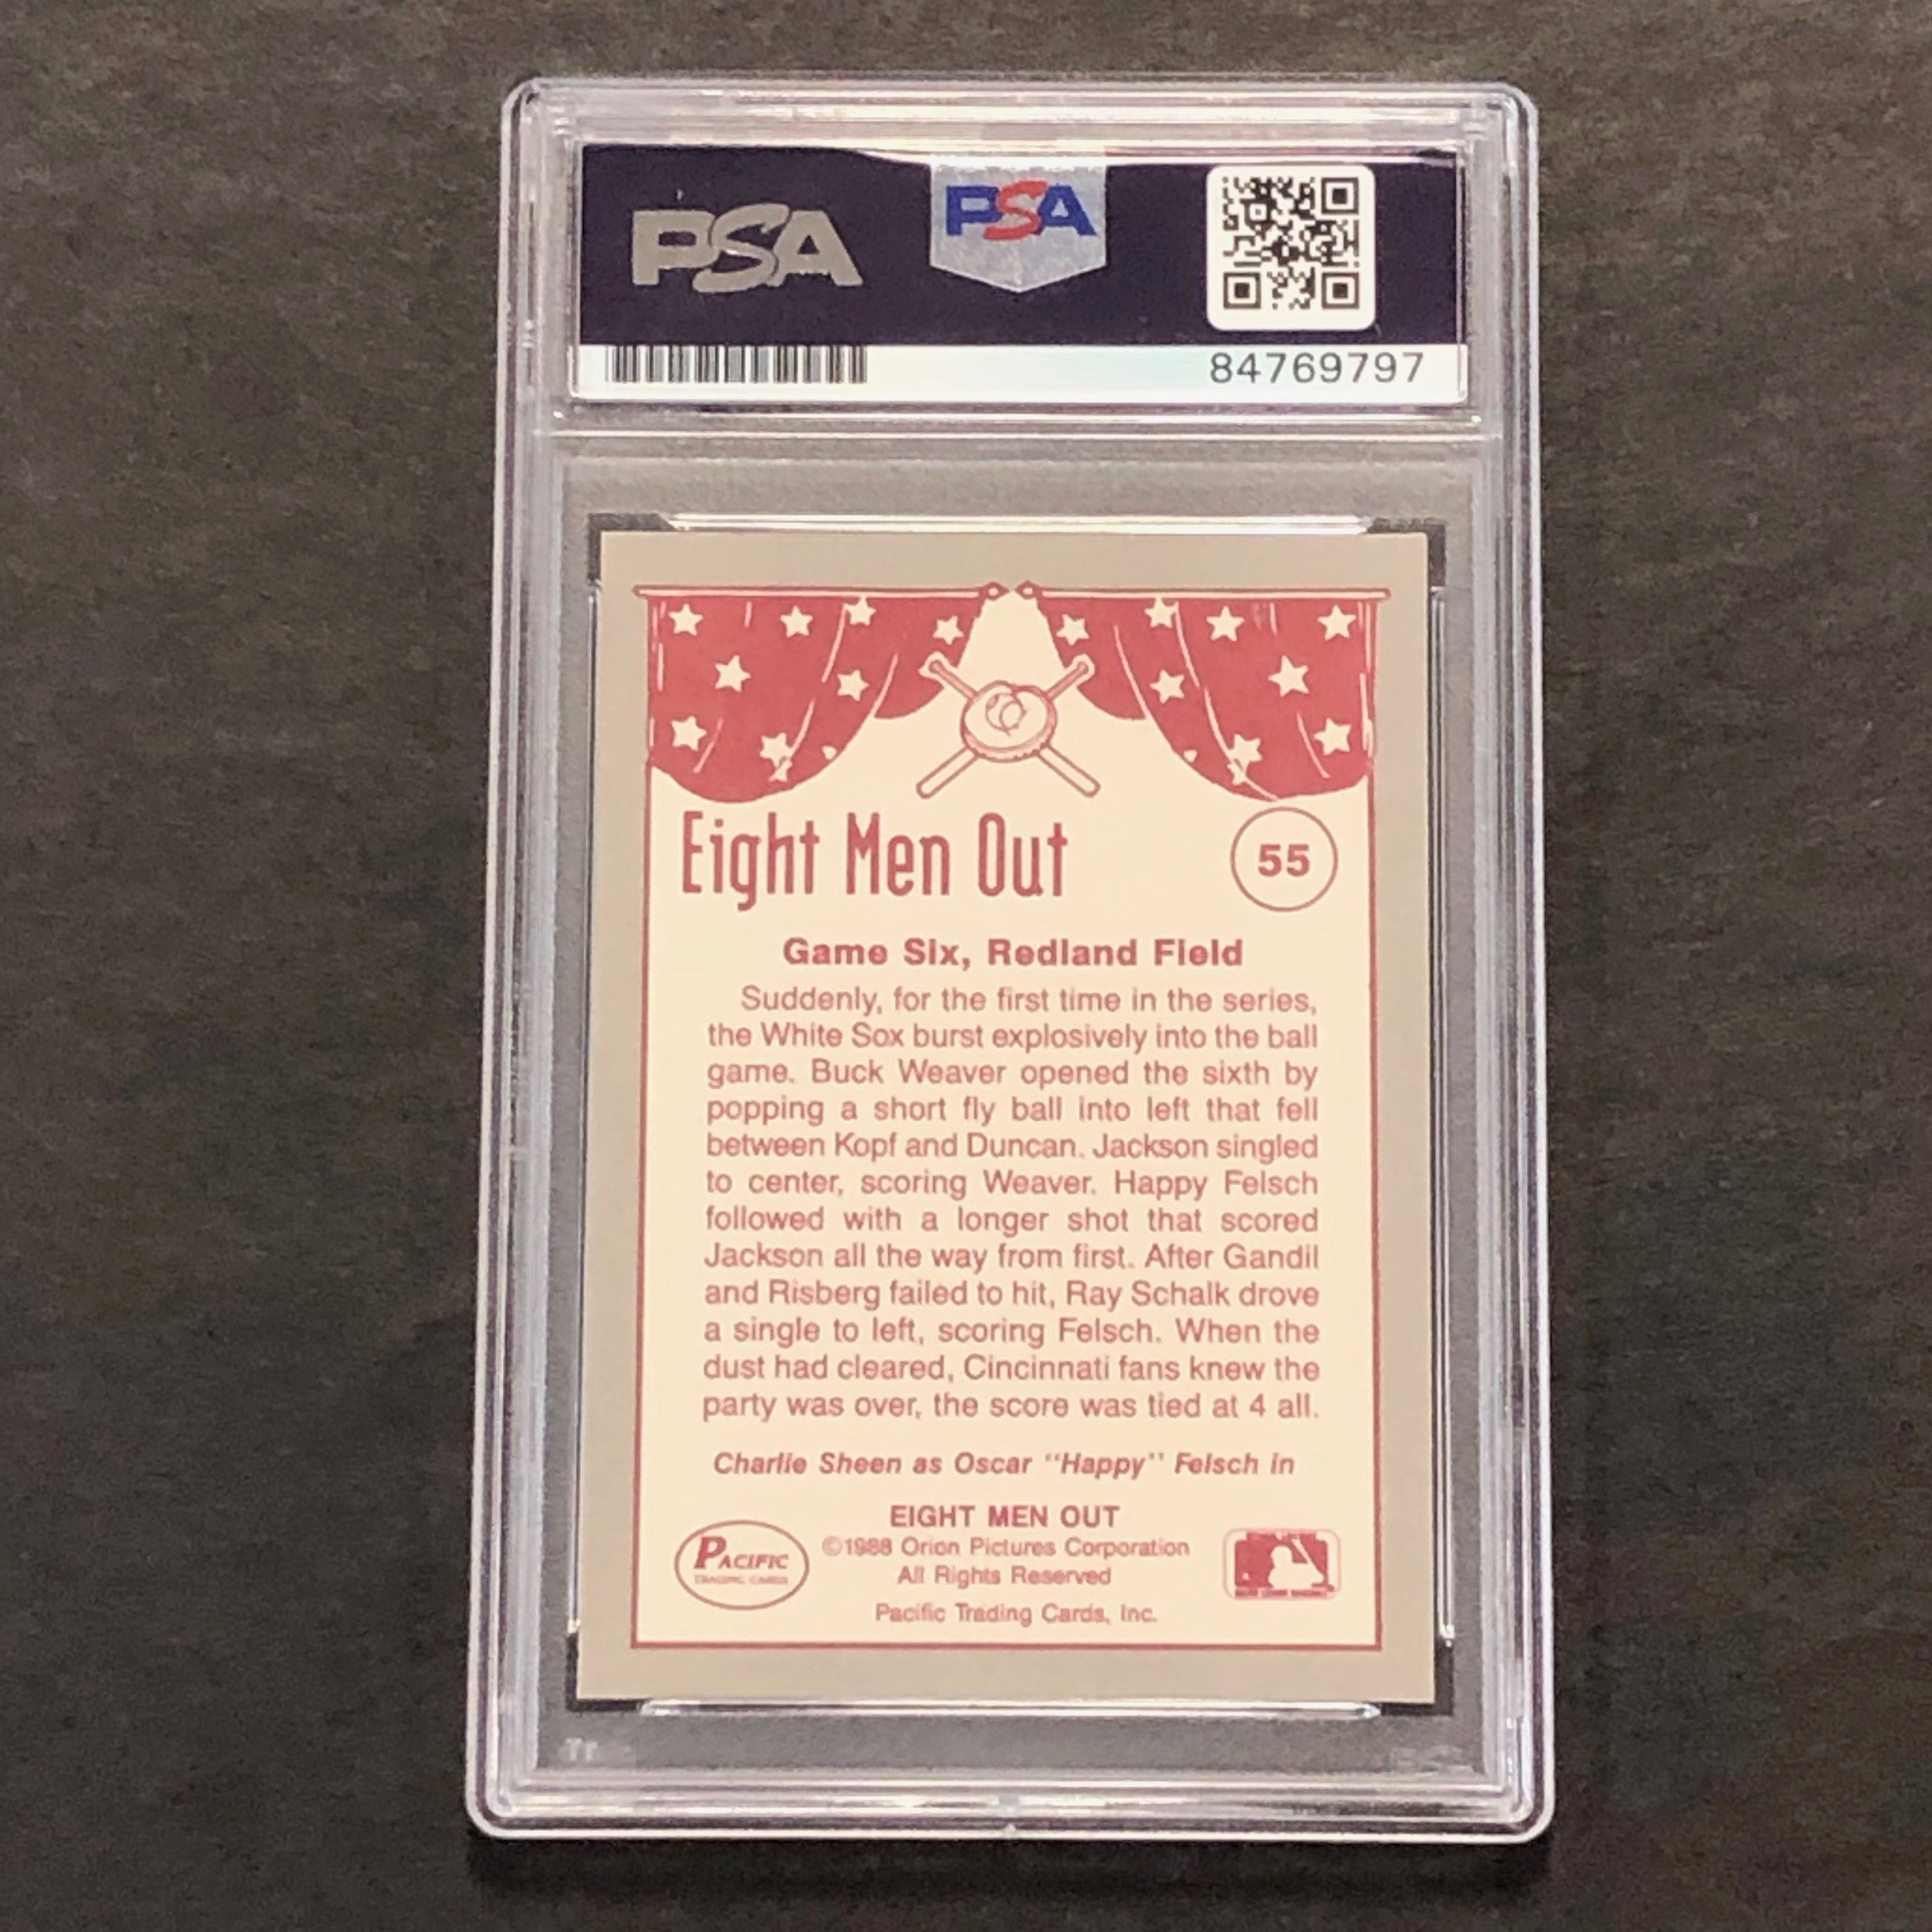 PSA
PSA
84769797
Eight Men Out
55
Game Six, Redland Field
Suddenly, for the first time in the series,
the White Sox burst explosively into the ball
game. Buck Weaver opened the sixth by
popping a short fly ball into left that fell
between Kopf and Duncan. Jackson singled
to center, scoring Weaver. Happy Felsch
followed with a longer shot that scored
Jackson all the way from first. After Gandil
and Risberg failed to hit, Ray Schalk drove
a single to left, scoring Felsch. When the
dust had cleared, Cincinnati fans knew the
party was over, the score was tied at 4 all.
Charlie Sheen as Oscar "Happy" Felsch in
EIGHT MEN OUT
©1988 Orion Pictures Corporation
All Rights Reserved
Pacific Trading Cards, Inc.
PACIFIC
TRADING CARDS